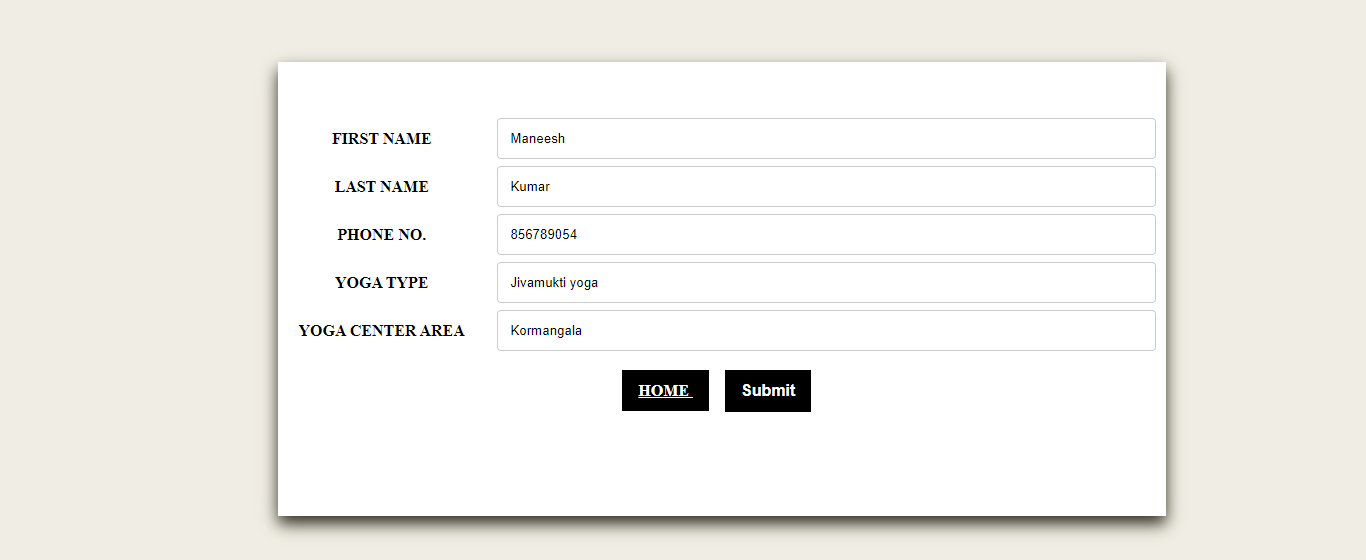 FIRST NAME Maneesh
LAST NAME Kumar
PHONE NO. 856789054
YOGA TYPE Jivamukti yoga
YOGA CENTER AREA Kormangala
HOME Submit